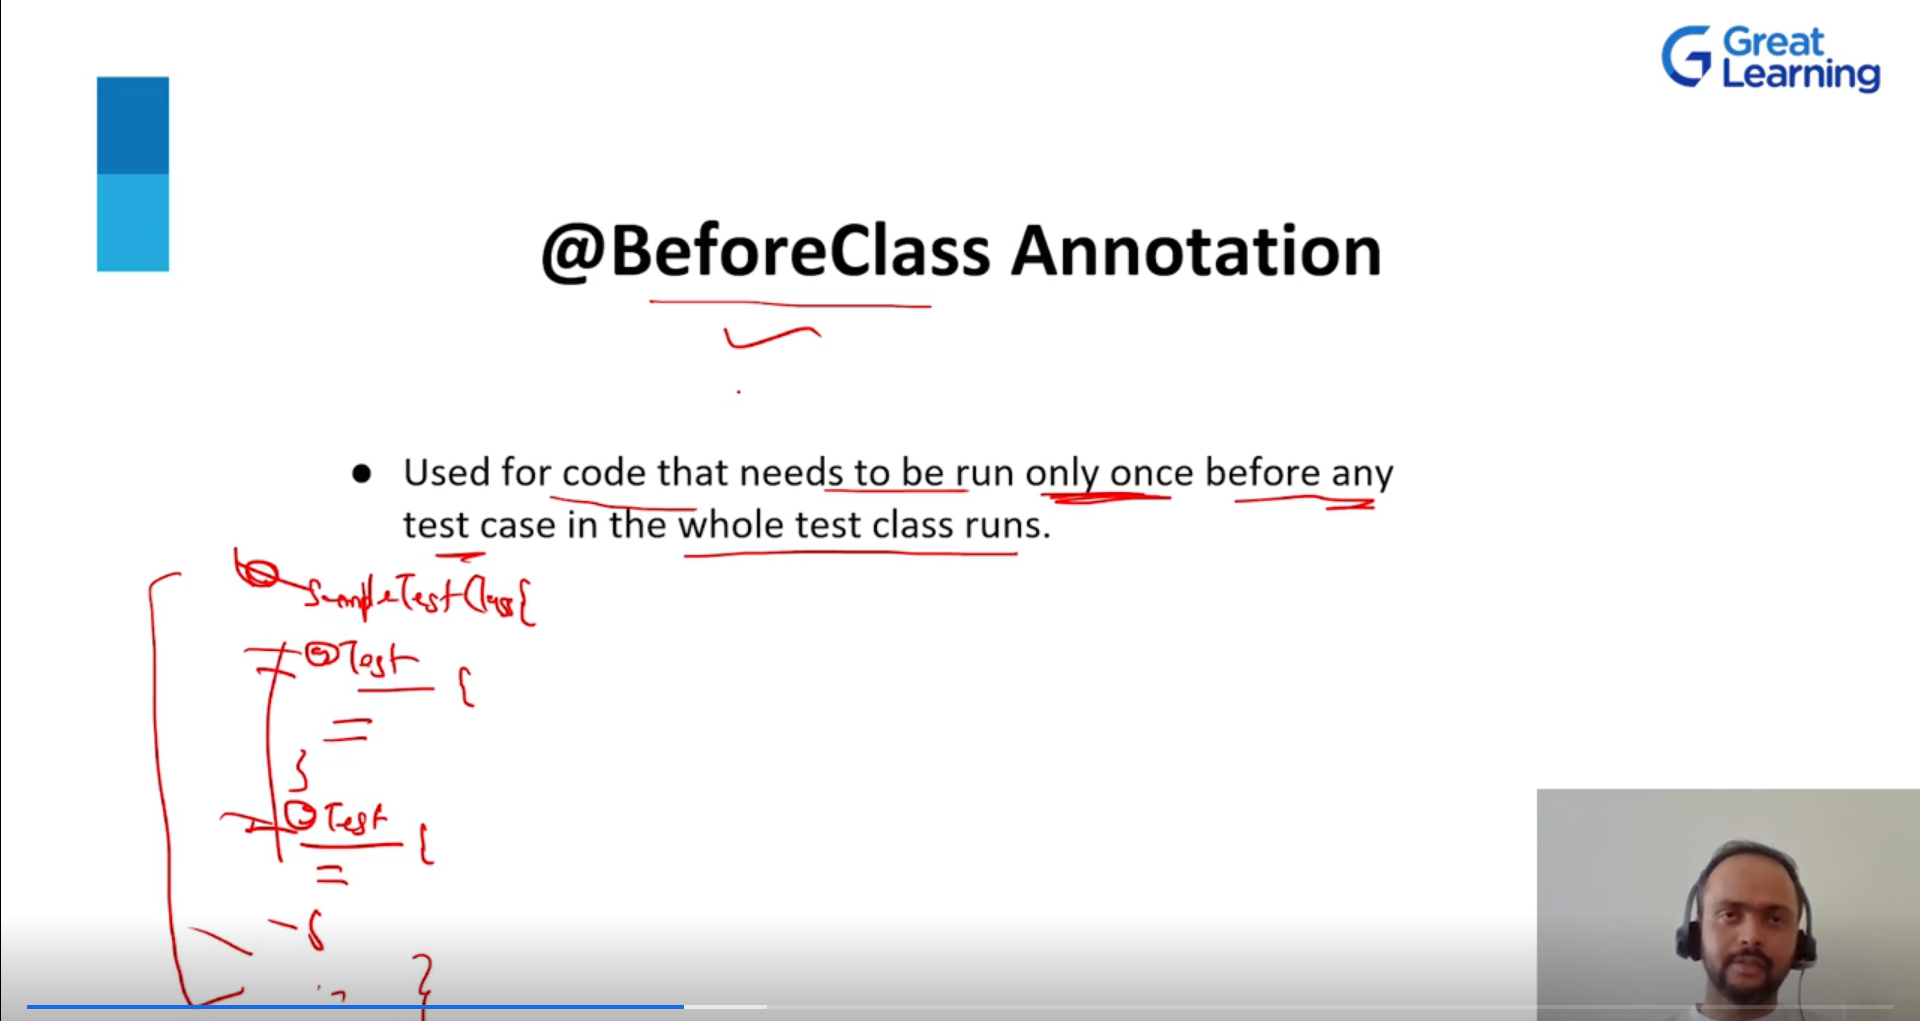 Great
Learning
@BeforeClass Annotation
● Used for code that needs to be run only once before any
test case in the whole test class runs.
SampleTestClass{
@Test
{
}
@Test
{
}